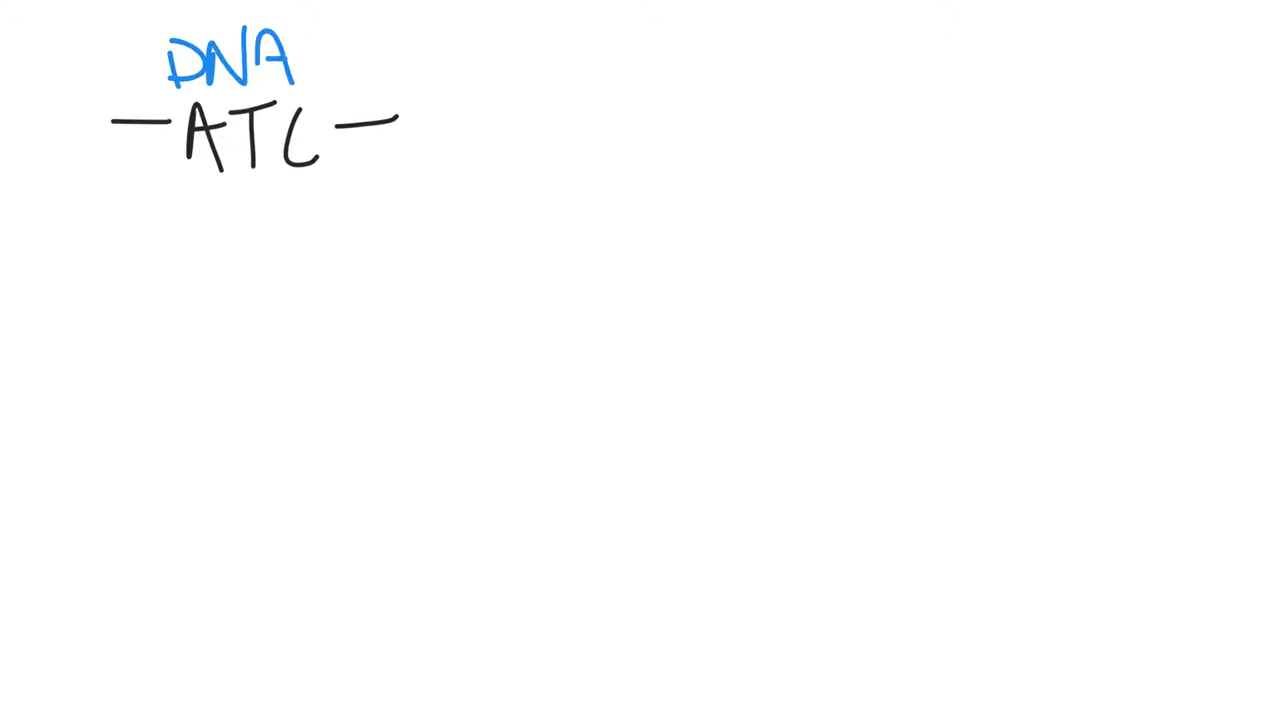 DNA
— ATC —